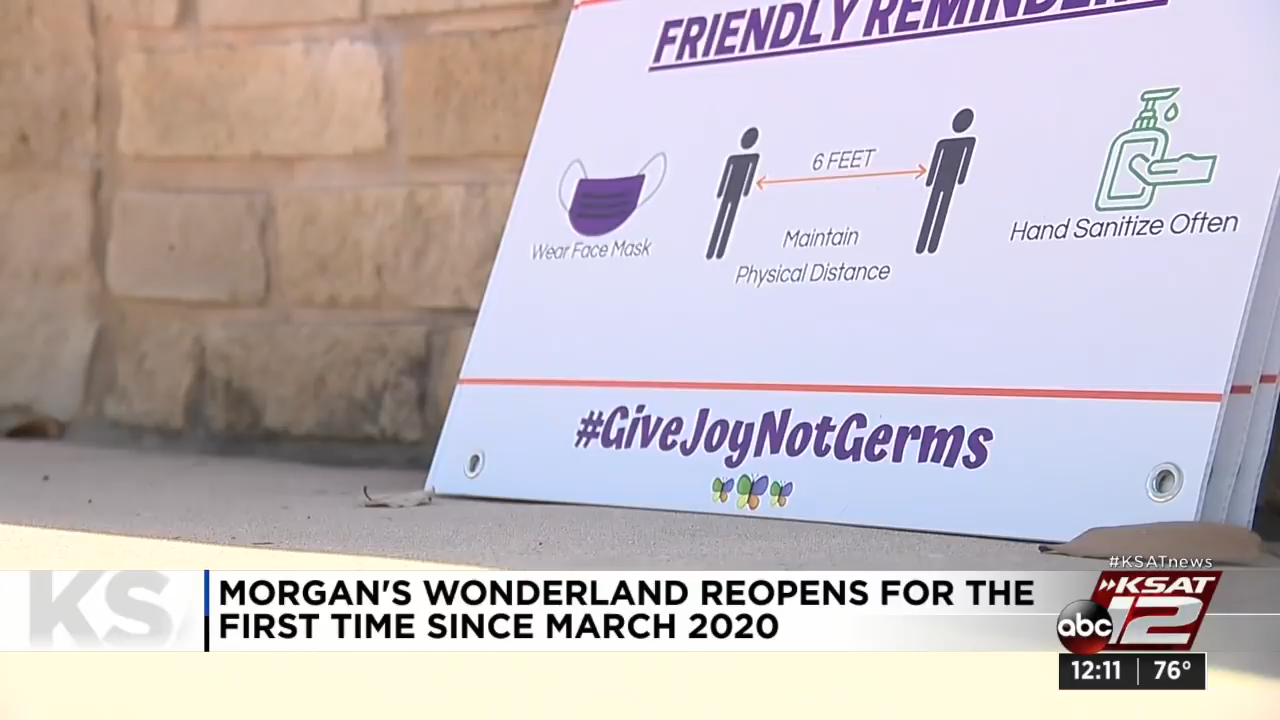 FRIENDLY REMINDER
6 FEET
Wear Face Mask
Maintain
Physical Distance
Hand Sanitize Often
#GiveJoyNotGerms
#KSATnews
KS
MORGAN'S WONDERLAND REOPENS FOR THE
FIRST TIME SINCE MARCH 2020
KSAT
abc 12
12:11 76°